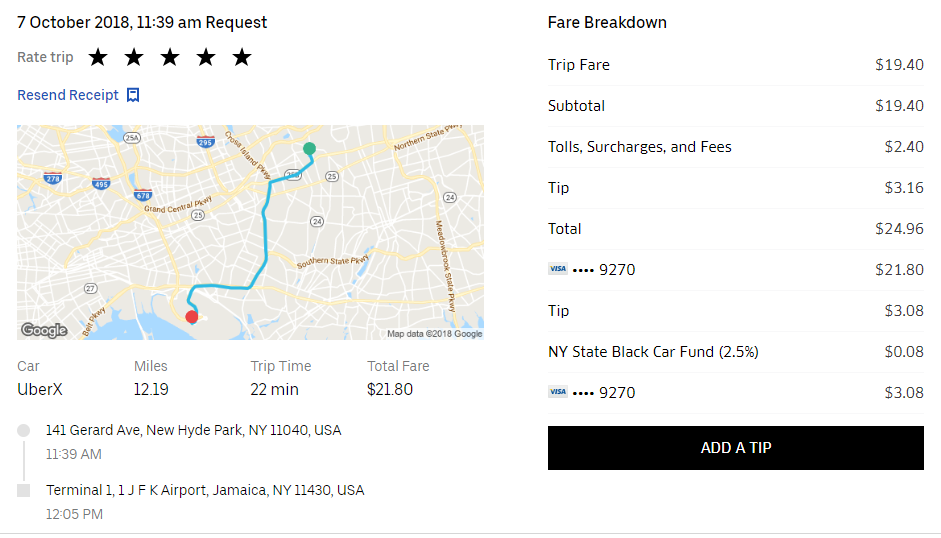 7 October 2018, 11:39 am Request
Rate trip
Resend Receipt
25A
295
Cross Island Pkwy
Northern State Pkwy
278
495
678
25B
25
24
Grand Central Pkwy
25
24
Meadowbrook State Pkwy
Southern State Pkwy
27
Belt Pkwy
Google
Map data ©2018 Google
Car
Miles
Trip Time
Total Fare
UberX
12.19
22 min
$21.80
141 Gerard Ave, New Hyde Park, NY 11040, USA
11:39 AM
Terminal 1, 1 J F K Airport, Jamaica, NY 11430, USA
12:05 PM
Fare Breakdown
Trip Fare $19.40
Subtotal $19.40
Tolls, Surcharges, and Fees $2.40
Tip $3.16
Total $24.96
VISA •••• 9270 $21.80
Tip $3.08
NY State Black Car Fund (2.5%) $0.08
VISA •••• 9270 $3.08
ADD A TIP